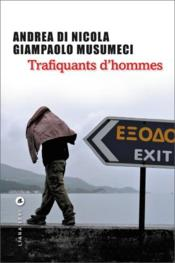 ANDREA DI NICOLA
GIAMPAOLO MUSUMECI
Trafiquants d'hommes
ΕΞΟΔΟ
EXIT